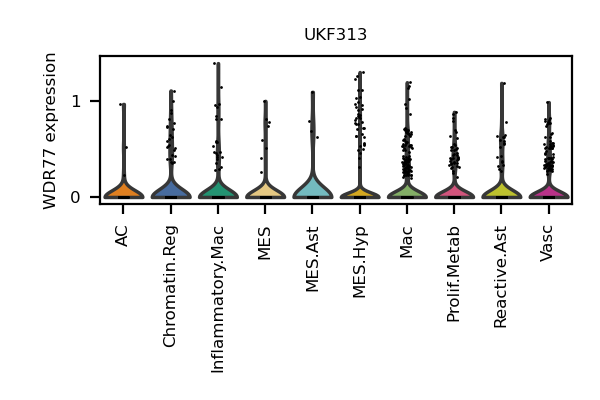 UKF313
WDR77 expression
1
0
AC
Chromatin.Reg
Inflammatory.Mac
MES
MES.Ast
MES.Hyp
Mac
Prolif.Metab
Reactive.Ast
Vasc